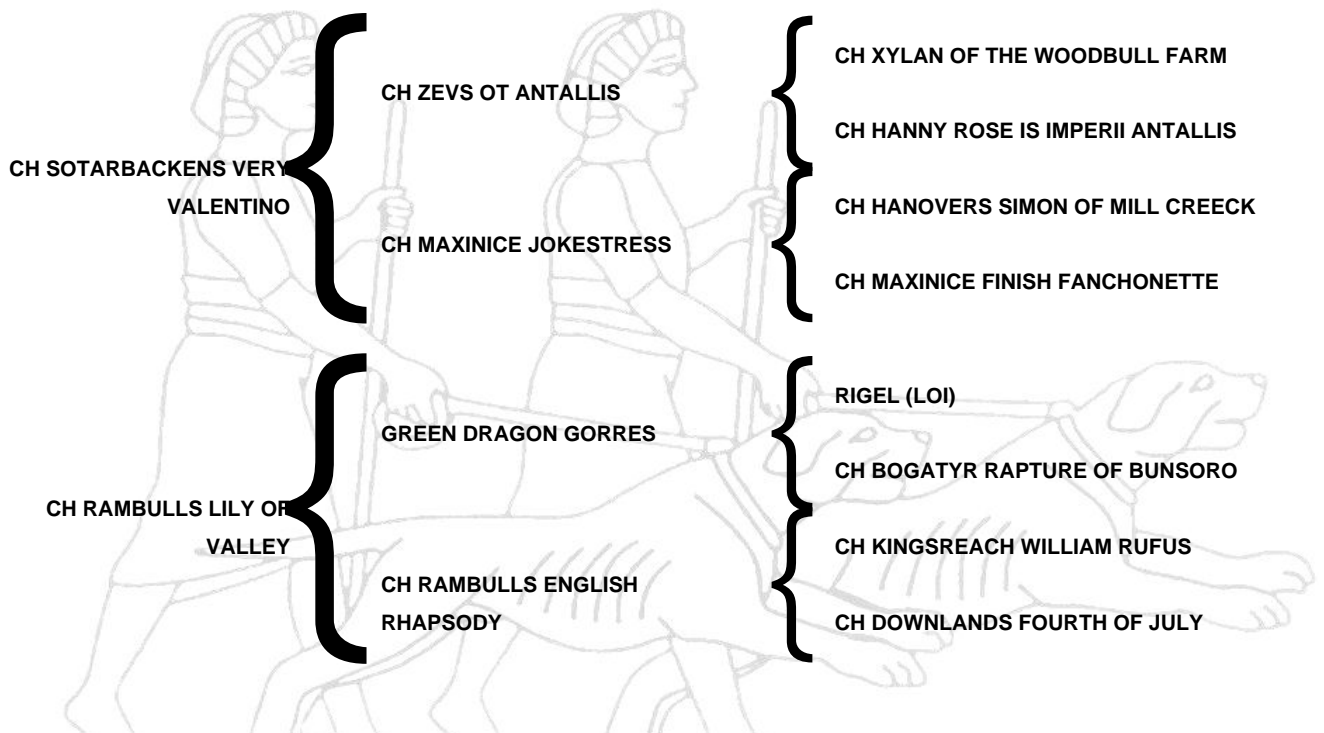 CH SOTARBACKENS VERY
VALENTINO
CH ZEVS OT ANTALLIS
CH MAXINICE JOKESTRESS
CH XYLAN OF THE WOODBULL FARM
CH HANNY ROSE IS IMPERII ANTALLIS
CH HANOVERS SIMON OF MILL CREECK
CH MAXINICE FINISH FANCHONETTE
CH RAMBULLS LILY OF
VALLEY
GREEN DRAGON GORRES
CH RAMBULLS ENGLISH
RHAPSODY
RIGEL (LOI)
CH BOGATYR RAPTURE OF BUNSORO
CH KINGSREACH WILLIAM RUFUS
CH DOWNLANDS FOURTH OF JULY